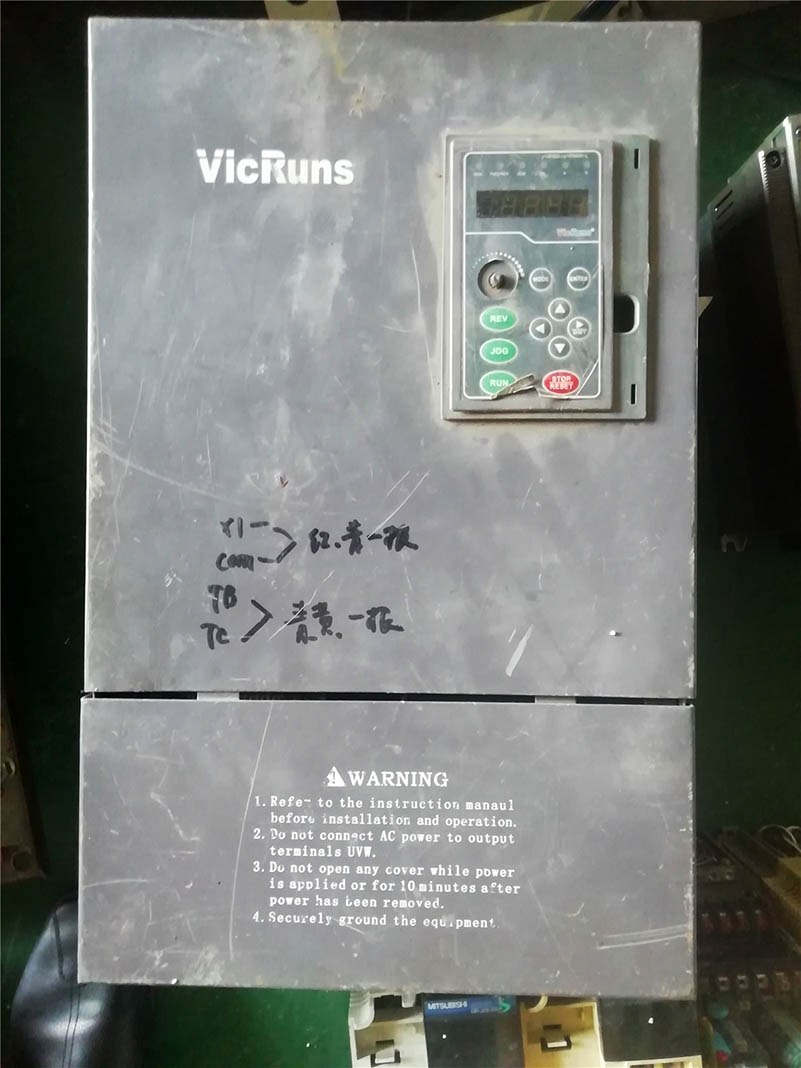 VicRuns
VicRuns
MODE
ENTER
REV
JOG
RUN
STOP
RESET
X1
com
红、青一根
TB
TC
青黄、一根
WARNING
1. Refer to the instruction manaul
before installation and operation.
2. Do not connect AC power to output
terminals UVW.
3. Do not open any cover while power
is applied or for 10 minutes after
power has been removed.
4. Securely ground the equipment
MITSUBISHI